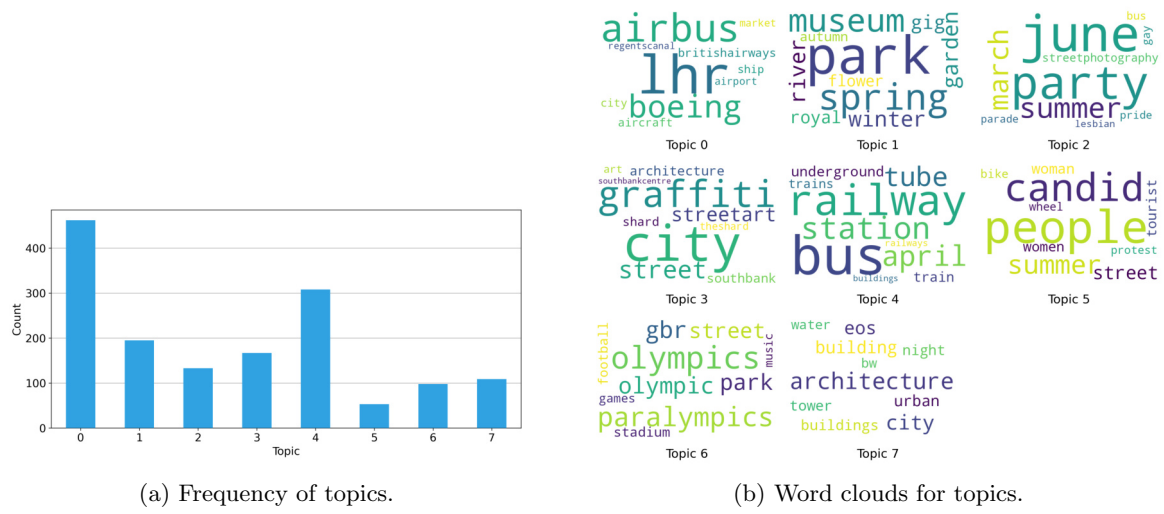 400
300
200
100
0
Count
0 1 2 3 4 5 6 7
Topic
(a) Frequency of topics.
airbus market
regentscanal
britishairways
lhr
ship
airport
city
boeing
aircraft
Topic 0
museum gig
autumn
park
river
garden
flower
spring
royal winter
Topic 1
bus
june
gay
streetphotography
march
party
summer
parade
lesbian
pride
Topic 2
art architecture
southbankcentre
graffiti
shard
streetart
theshard
city
street
southbank
Topic 3
underground
tube
trains
railway
station
railways
bus
april
buildings
train
Topic 4
woman
bike
candid
wheel
tourist
people
women
protest
summer
street
Topic 5
football
gbr street
music
olympics
olympic park
games
paralympics
stadium
Topic 6
water
eos
building night
bw
architecture
urban
tower
buildings city
Topic 7
(b) Word clouds for topics.